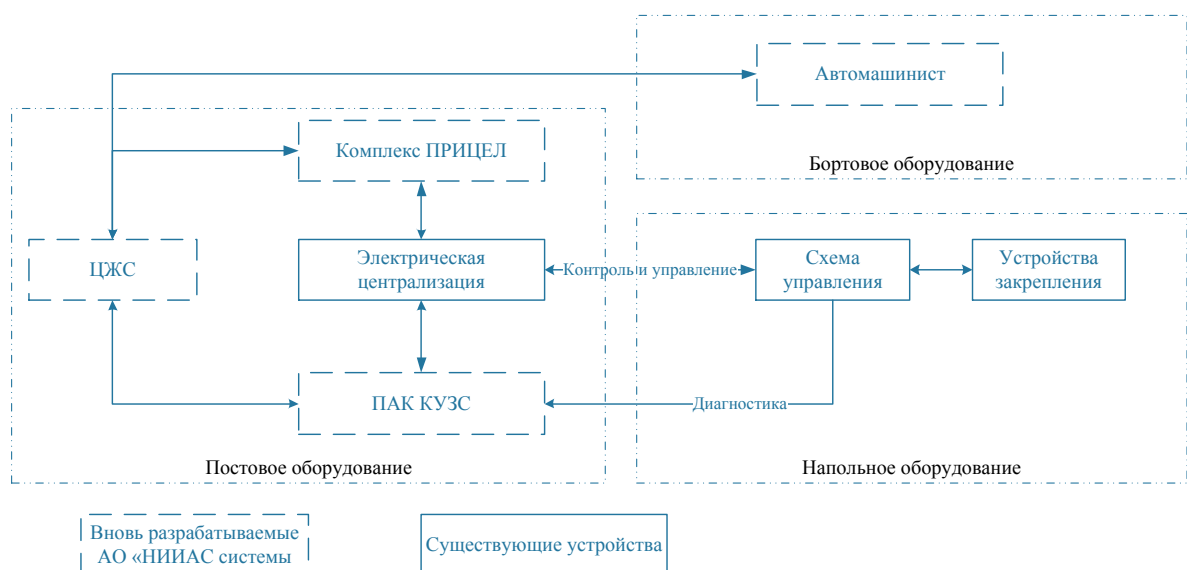 Автомашинист
Бортовое оборудование
Комплекс ПРИЦЕЛ
ЦЖС
Электрическая
централизация
Контроль и управление
Схема
управления
Устройства
закрепления
ПАК КУЗС
Диагностика
Постовое оборудование
Напольное оборудование
Вновь разрабатываемые
АО «НИИАС системы
Существующие устройства